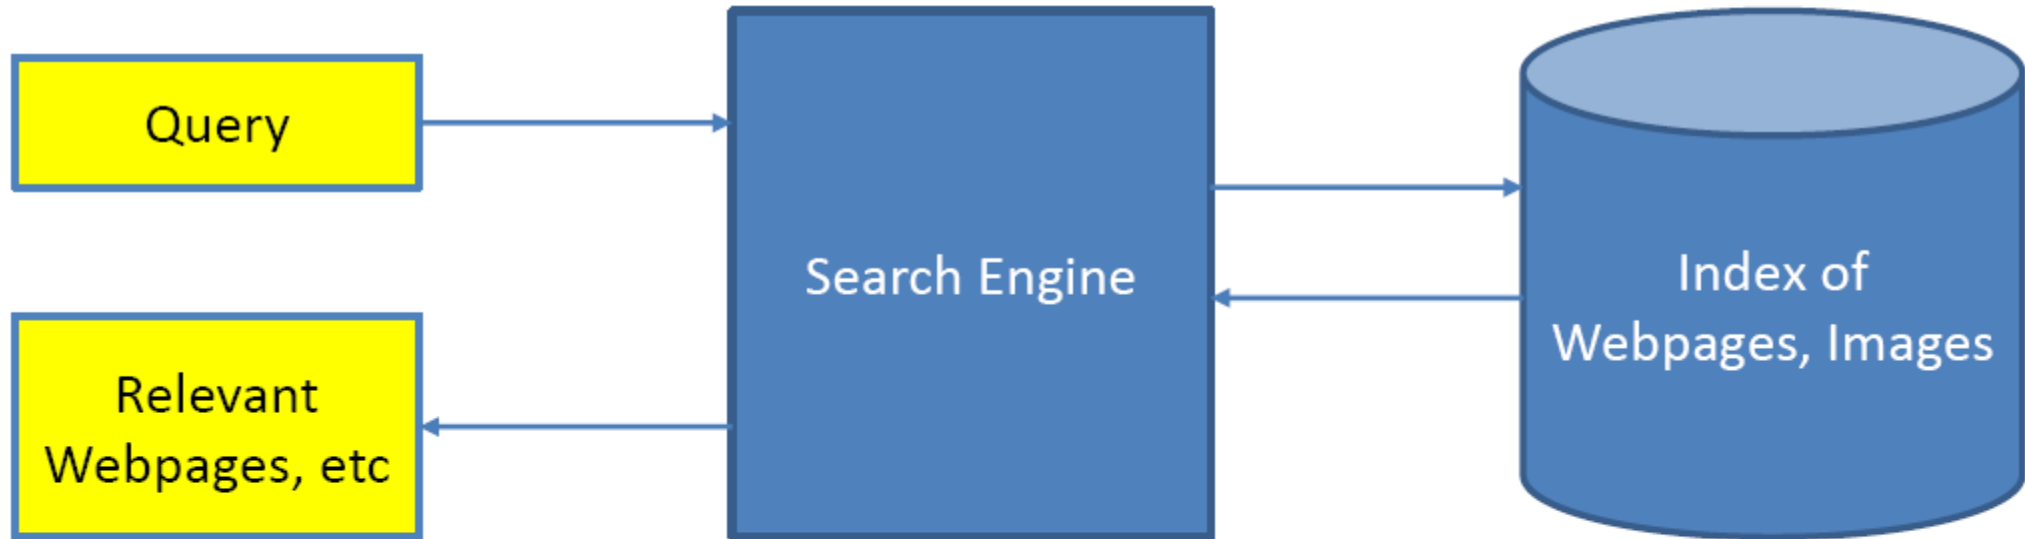 Query
Relevant
Webpages, etc
Search Engine
Index of
Webpages, Images